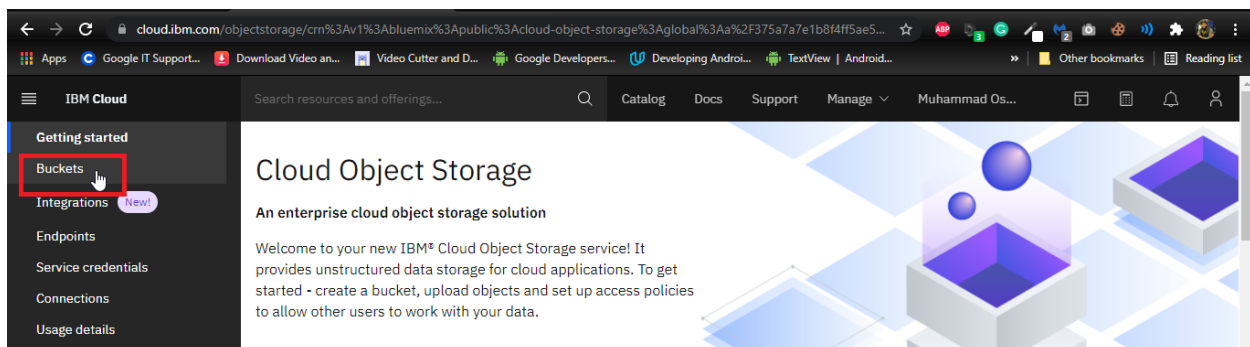 cloud.ibm.com/objectstorage/crn%3Av1%3Abluemix%3Apublic%3Acloud-object-storage%3Aglobal%3Aa%2F375a7a7e1b8f4ff5ae5...
ABP 3 G 2
Apps Google IT Support... Download Video an... Video Cutter and D... Google Developers... Developing Androi... TextView | Android... » Other bookmarks Reading list
IBM Cloud Search resources and offerings... Catalog Docs Support Manage Muhammad Os...
Getting started
Buckets
Integrations New!
Endpoints
Service credentials
Connections
Usage details
Cloud Object Storage
An enterprise cloud object storage solution
Welcome to your new IBM® Cloud Object Storage service! It
provides unstructured data storage for cloud applications. To get
started - create a bucket, upload objects and set up access policies
to allow other users to work with your data.